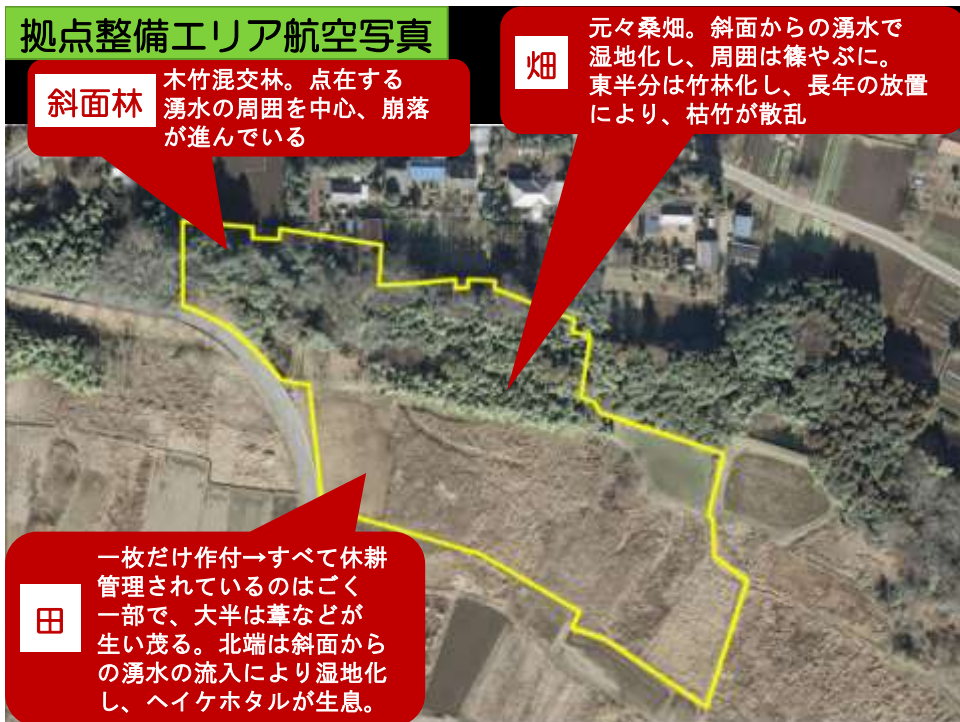 拠点整備エリア航空写真
斜面林
木竹混交林。点在する
湧水の周囲を中心、崩落
が進んでいる
畑
元々桑畑。斜面からの湧水で
湿地化し、周囲は篠やぶに。
東半分は竹林化し、長年の放置
により、枯竹が散乱
田
一枚だけ作付→すべて休耕
管理されているのはごく
一部で、大半は葦などが
生い茂る。北端は斜面から
の湧水の流入により湿地化
し、ヘイケホタルが生息。